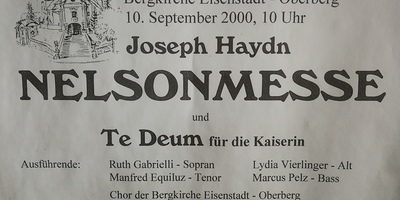 Bergkirche Eisenstadt - Oberberg
10. September 2000, 10 Uhr
Joseph Haydn
NELSONMESSE
und
Te Deum für die Kaiserin
Ausführende: Ruth Gabrielli - Sopran Lydia Vierlinger - Alt
Manfred Equiluz - Tenor Marcus Pelz - Bass
Chor der Bergkirche Eisenstadt - Oberberg